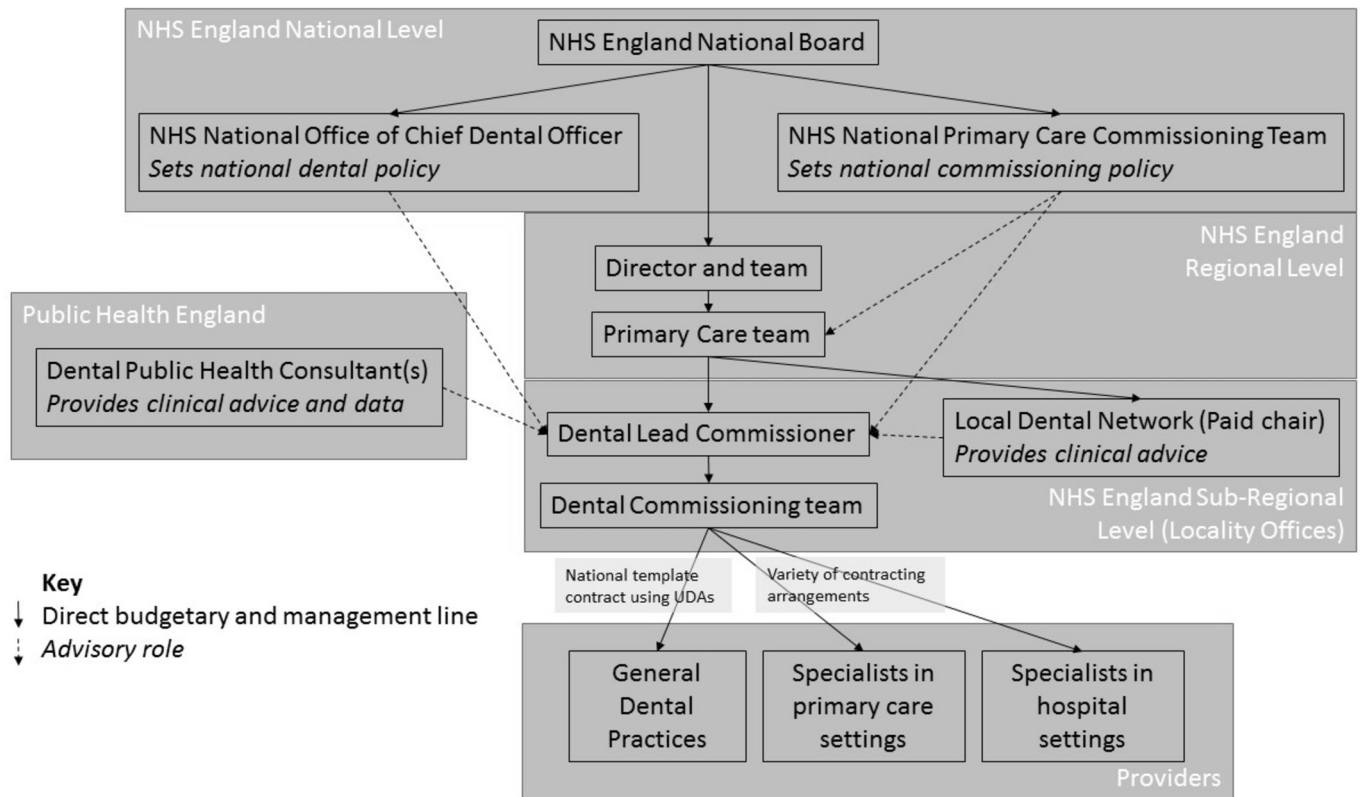 NHS England National Level
NHS England National Board
NHS National Office of Chief Dental Officer
Sets national dental policy
NHS National Primary Care Commissioning Team
Sets national commissioning policy
NHS England
Regional Level
Director and team
Primary Care team
Public Health England
Dental Public Health Consultant(s)
Provides clinical advice and data
Dental Lead Commissioner
Local Dental Network (Paid chair)
Provides clinical advice
Dental Commissioning team
NHS England Sub-Regional
Level (Locality Offices)
National template
contract using UDAs
Variety of contracting
arrangements
Key
Direct budgetary and management line
Advisory role
General
Dental
Practices
Specialists in
primary care
settings
Specialists in
hospital
settings
Providers